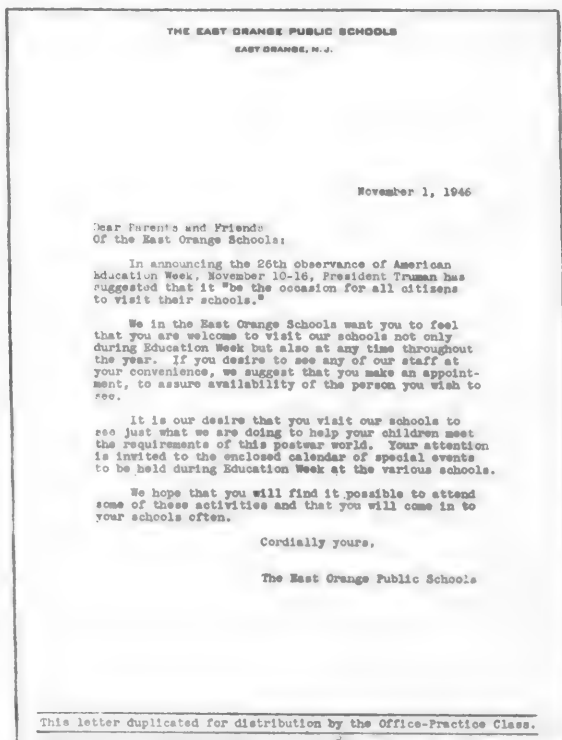 THE EAST ORANGE PUBLIC SCHOOLS
EAST ORANGE, N. J.
November 1, 1946
Dear Parents and Friends
Of the East Orange Schools:
In announcing the 26th observance of American
Education Week, November 10-16, President Truman has
suggested that it "be the occasion for all citizens
to visit their schools."
We in the East Orange Schools want you to feel
that you are welcome to visit our schools not only
during Education Week but also at any time throughout
the year. If you desire to see any of our staff at
your convenience, we suggest that you make an appoint-
ment, to assure availability of the person you wish to
see.
It is our desire that you visit our schools to
see just what we are doing to help your children meet
the requirements of this postwar world. Your attention
is invited to the enclosed calendar of special events
to be held during Education Week at the various schools.
We hope that you will find it possible to attend
some of these activities and that you will come in to
your schools often.
Cordially yours,
The East Orange Public Schools
This letter duplicated for distribution by the Office-Practice Class.